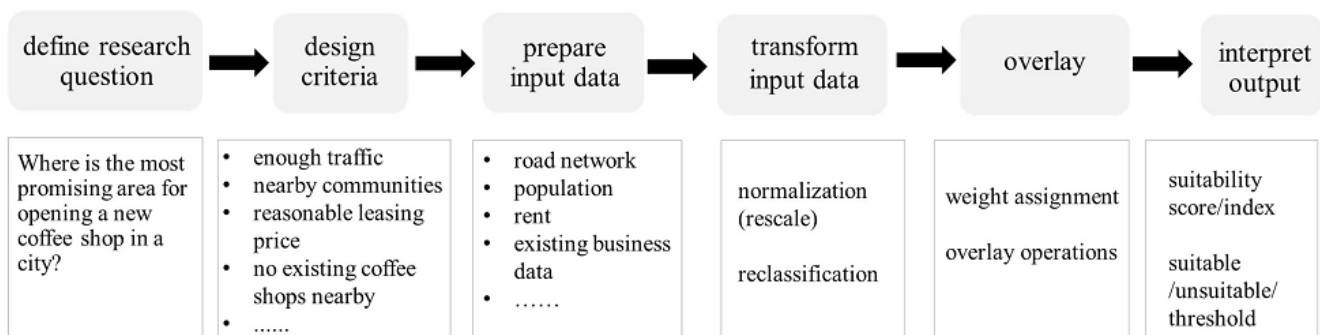 define research
question
design
criteria
prepare
input data
transform
input data
overlay
interpret
output
Where is the most
promising area for
opening a new
coffee shop in a
city?
• enough traffic
• nearby communities
• reasonable leasing
price
• no existing coffee
shops nearby
• ......
• road network
• population
• rent
• existing business
data
• ……
normalization
(rescale)
reclassification
weight assignment
overlay operations
suitability
score/index
suitable
/unsuitable/
threshold